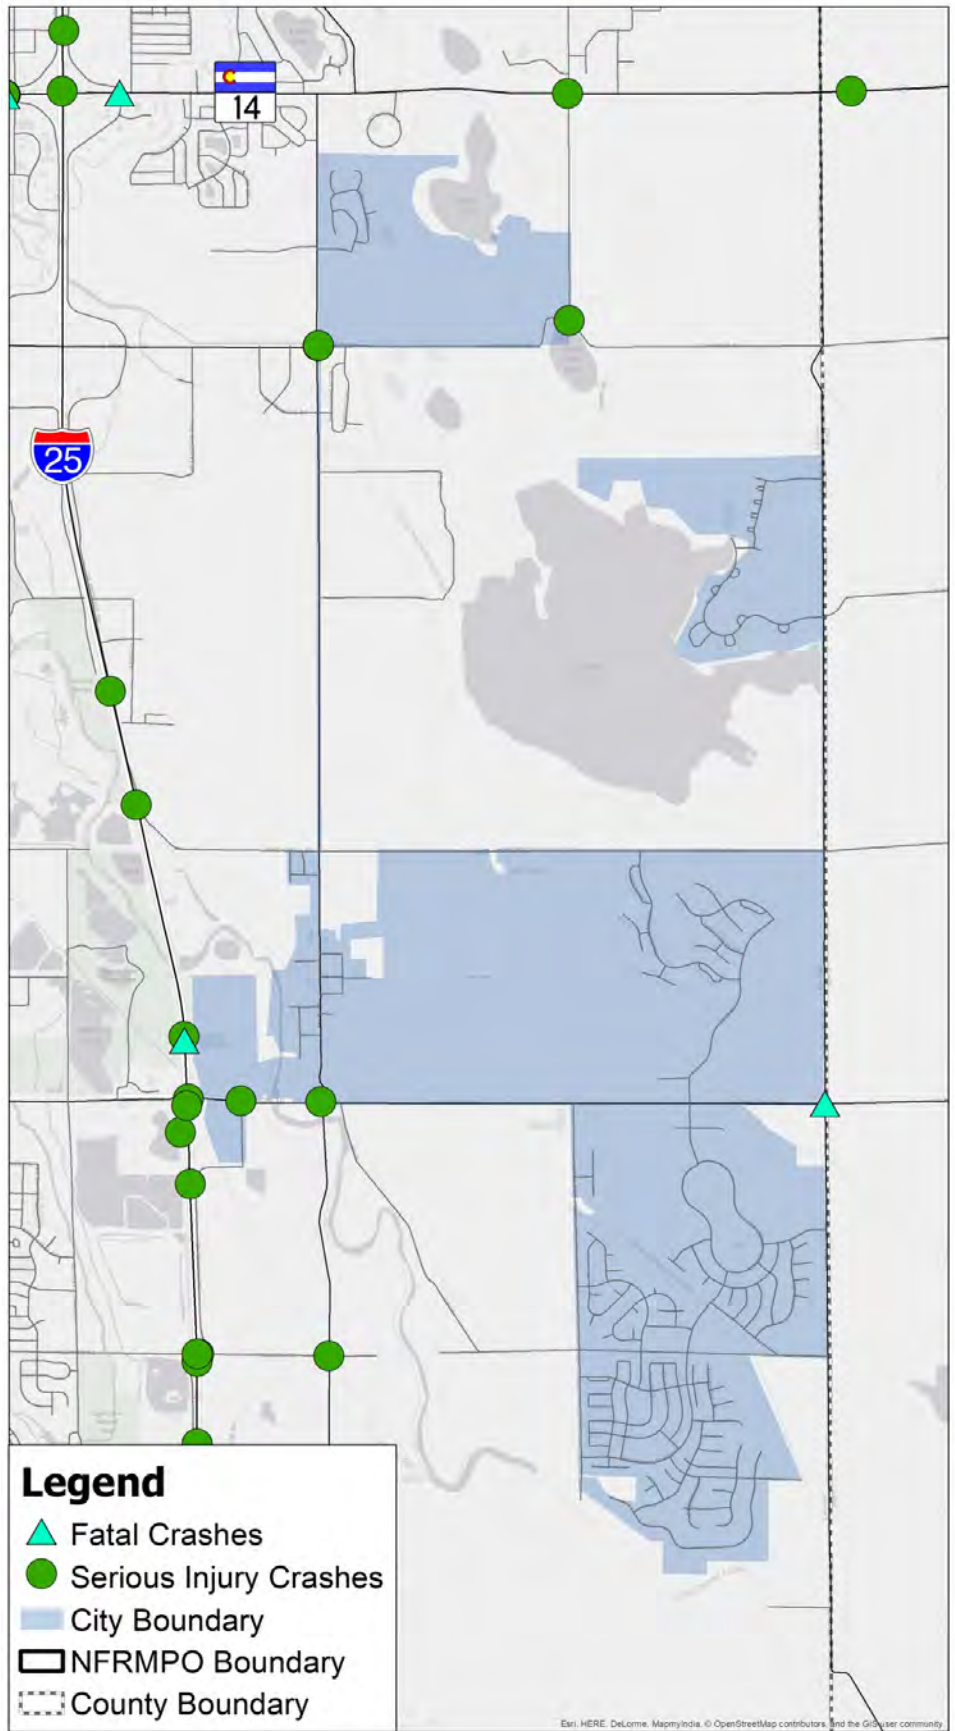 14
25
Legend
Fatal Crashes
Serious Injury Crashes
City Boundary
NFRMPO Boundary
County Boundary
Esri, HERE, DeLorme, MapmyIndia, © OpenStreetMap contributors, and the GIS user community